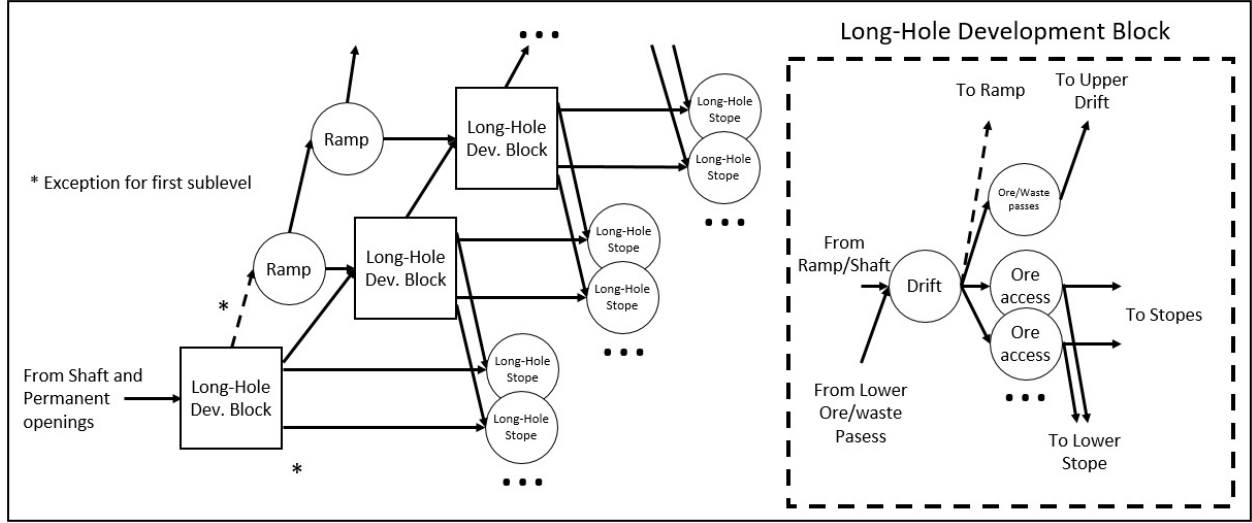 Long-Hole Development Block
Long-Hole
Dev. Block
Long-Hole
Stope
Long-Hole
Stope
Ramp
* Exception for first sublevel
Long-Hole
Dev. Block
Long-Hole
Stope
Long-Hole
Stope
Ramp
*
From Shaft and
Permanent
openings
Long-Hole
Dev. Block
Long-Hole
Stope
Long-Hole
Stope
*
To Ramp
To Upper
Drift
Ore/Waste
passes
From
Ramp/Shaft
Drift
Ore
access
Ore
access
To Stopes
From Lower
Ore/waste
Pasess
To Lower
Stope